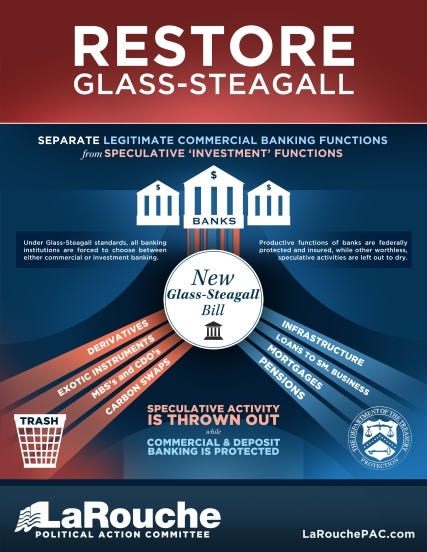 RESTORE
GLASS-STEAGALL
SEPARATE LEGITIMATE COMMERCIAL BANKING FUNCTIONS
from SPECULATIVE ‘INVESTMENT’ FUNCTIONS
$
$
$
BANKS
Under Glass-Steagall standards, all banking
institutions are forced to choose between
either commercial or investment banking.
Productive functions of banks are federally
protected and insured, while other worthless,
speculative activities are left out to dry.
New
Glass-Steagall
Bill
DERIVATIVES
EXOTIC INSTRUMENTS
MBS's and CDO's
CARBON SWAPS
INFRASTRUCTURE
LOANS TO SM. BUSINESS
MORTGAGES
PENSIONS
TRASH
SPECULATIVE ACTIVITY
IS THROWN OUT
while
COMMERCIAL & DEPOSIT
BANKING IS PROTECTED
THE DEPARTMENT OF THE TREASURY
PROTECTION
LaRouche
POLITICAL ACTION COMMITTEE
LaRouchePAC.com